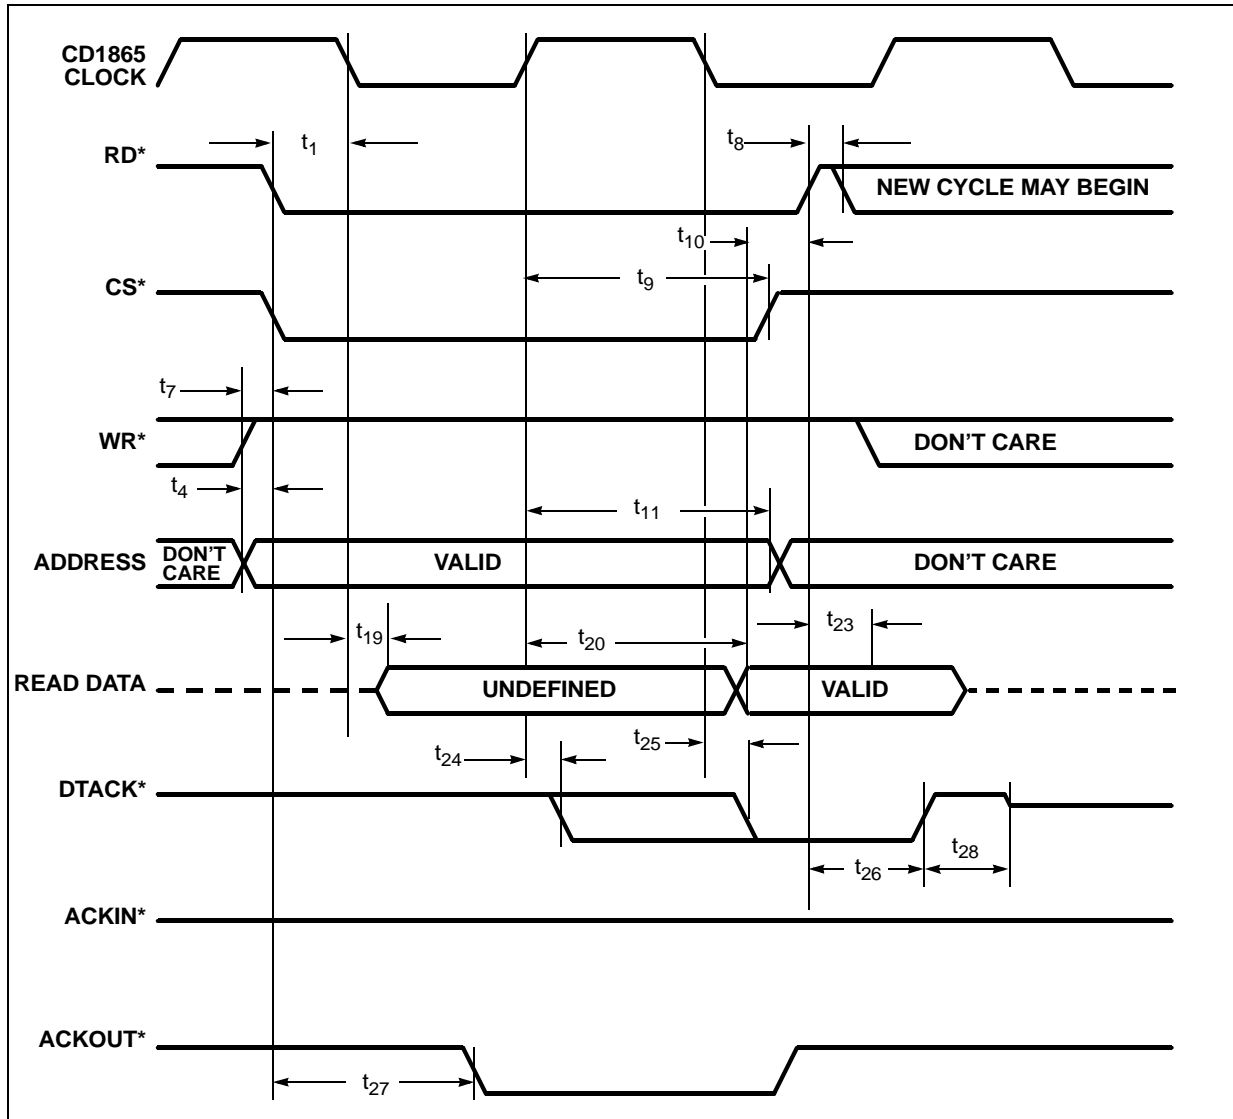 CD1865
CLOCK
t1
t8
RD*
NEW CYCLE MAY BEGIN
t10
t9
CS*
t7
WR*
DON'T CARE
t4
t11
ADDRESS
DON'T
CARE
VALID
DON'T CARE
t19
t20
t23
READ DATA
UNDEFINED
VALID
t24
t25
DTACK*
t26
t28
ACKIN*
ACKOUT*
t27